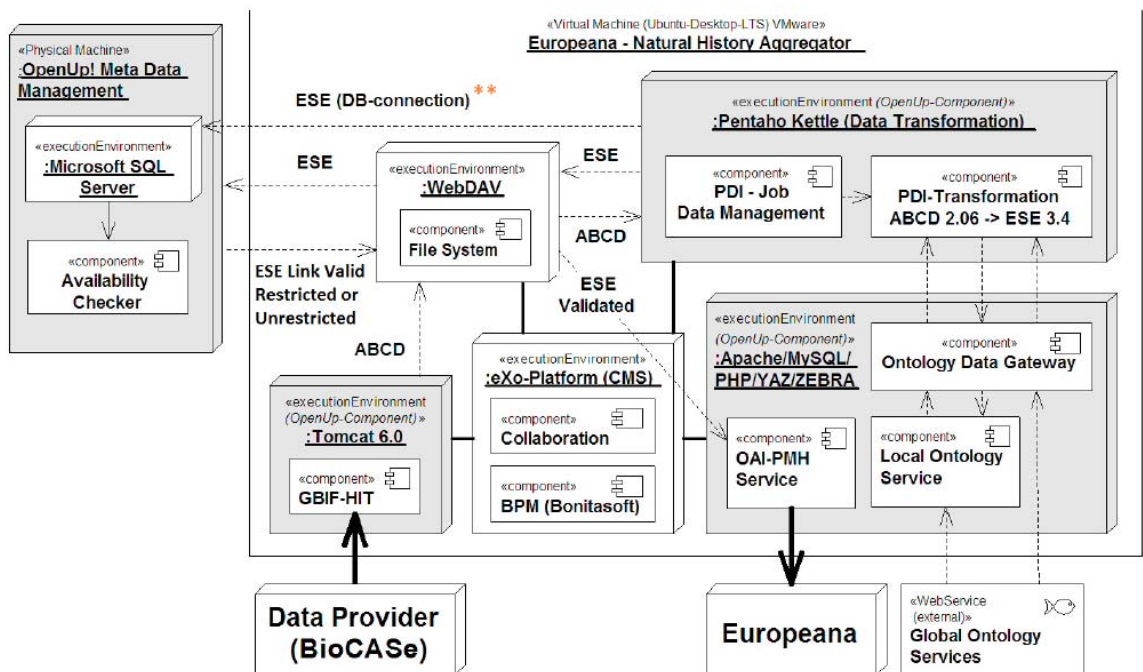 «Virtual Machine (Ubuntu-Desktop-LTS) VMware»
Europeana - Natural History Aggregator
«Physical Machine»
:OpenUp! Meta Data
Management
«executionEnvironment»
:Microsoft SQL
Server
«component»
Availability
Checker
ESE (DB-connection) **
ESE
ESE
«executionEnvironment»
:WebDAV
«component»
File System
ABCD
ESE
Validated
ESE Link Valid
Restricted or
Unrestricted
ABCD
«executionEnvironment (OpenUp-Component)»
:Pentaho Kettle (Data Transformation)
«component»
PDI - Job
Data Management
«component»
PDI-Transformation
ABCD 2.06 -> ESE 3.4
«executionEnvironment
(OpenUp-Component)»
:Tomcat 6.0
«component»
GBIF-HIT
«executionEnvironment»
:eXo-Platform (CMS)
«component»
Collaboration
«component»
BPM (Bonitasoft)
«executionEnvironment
(OpenUp-Component)»
:Apache/MySQL/
PHP/YAZ/ZEBRA
«component»
Ontology Data Gateway
«component»
OAI-PMH
Service
«component»
Local Ontology
Service
Data Provider
(BioCASe)
Europeana
«WebService
(external)»
Global Ontology
Services